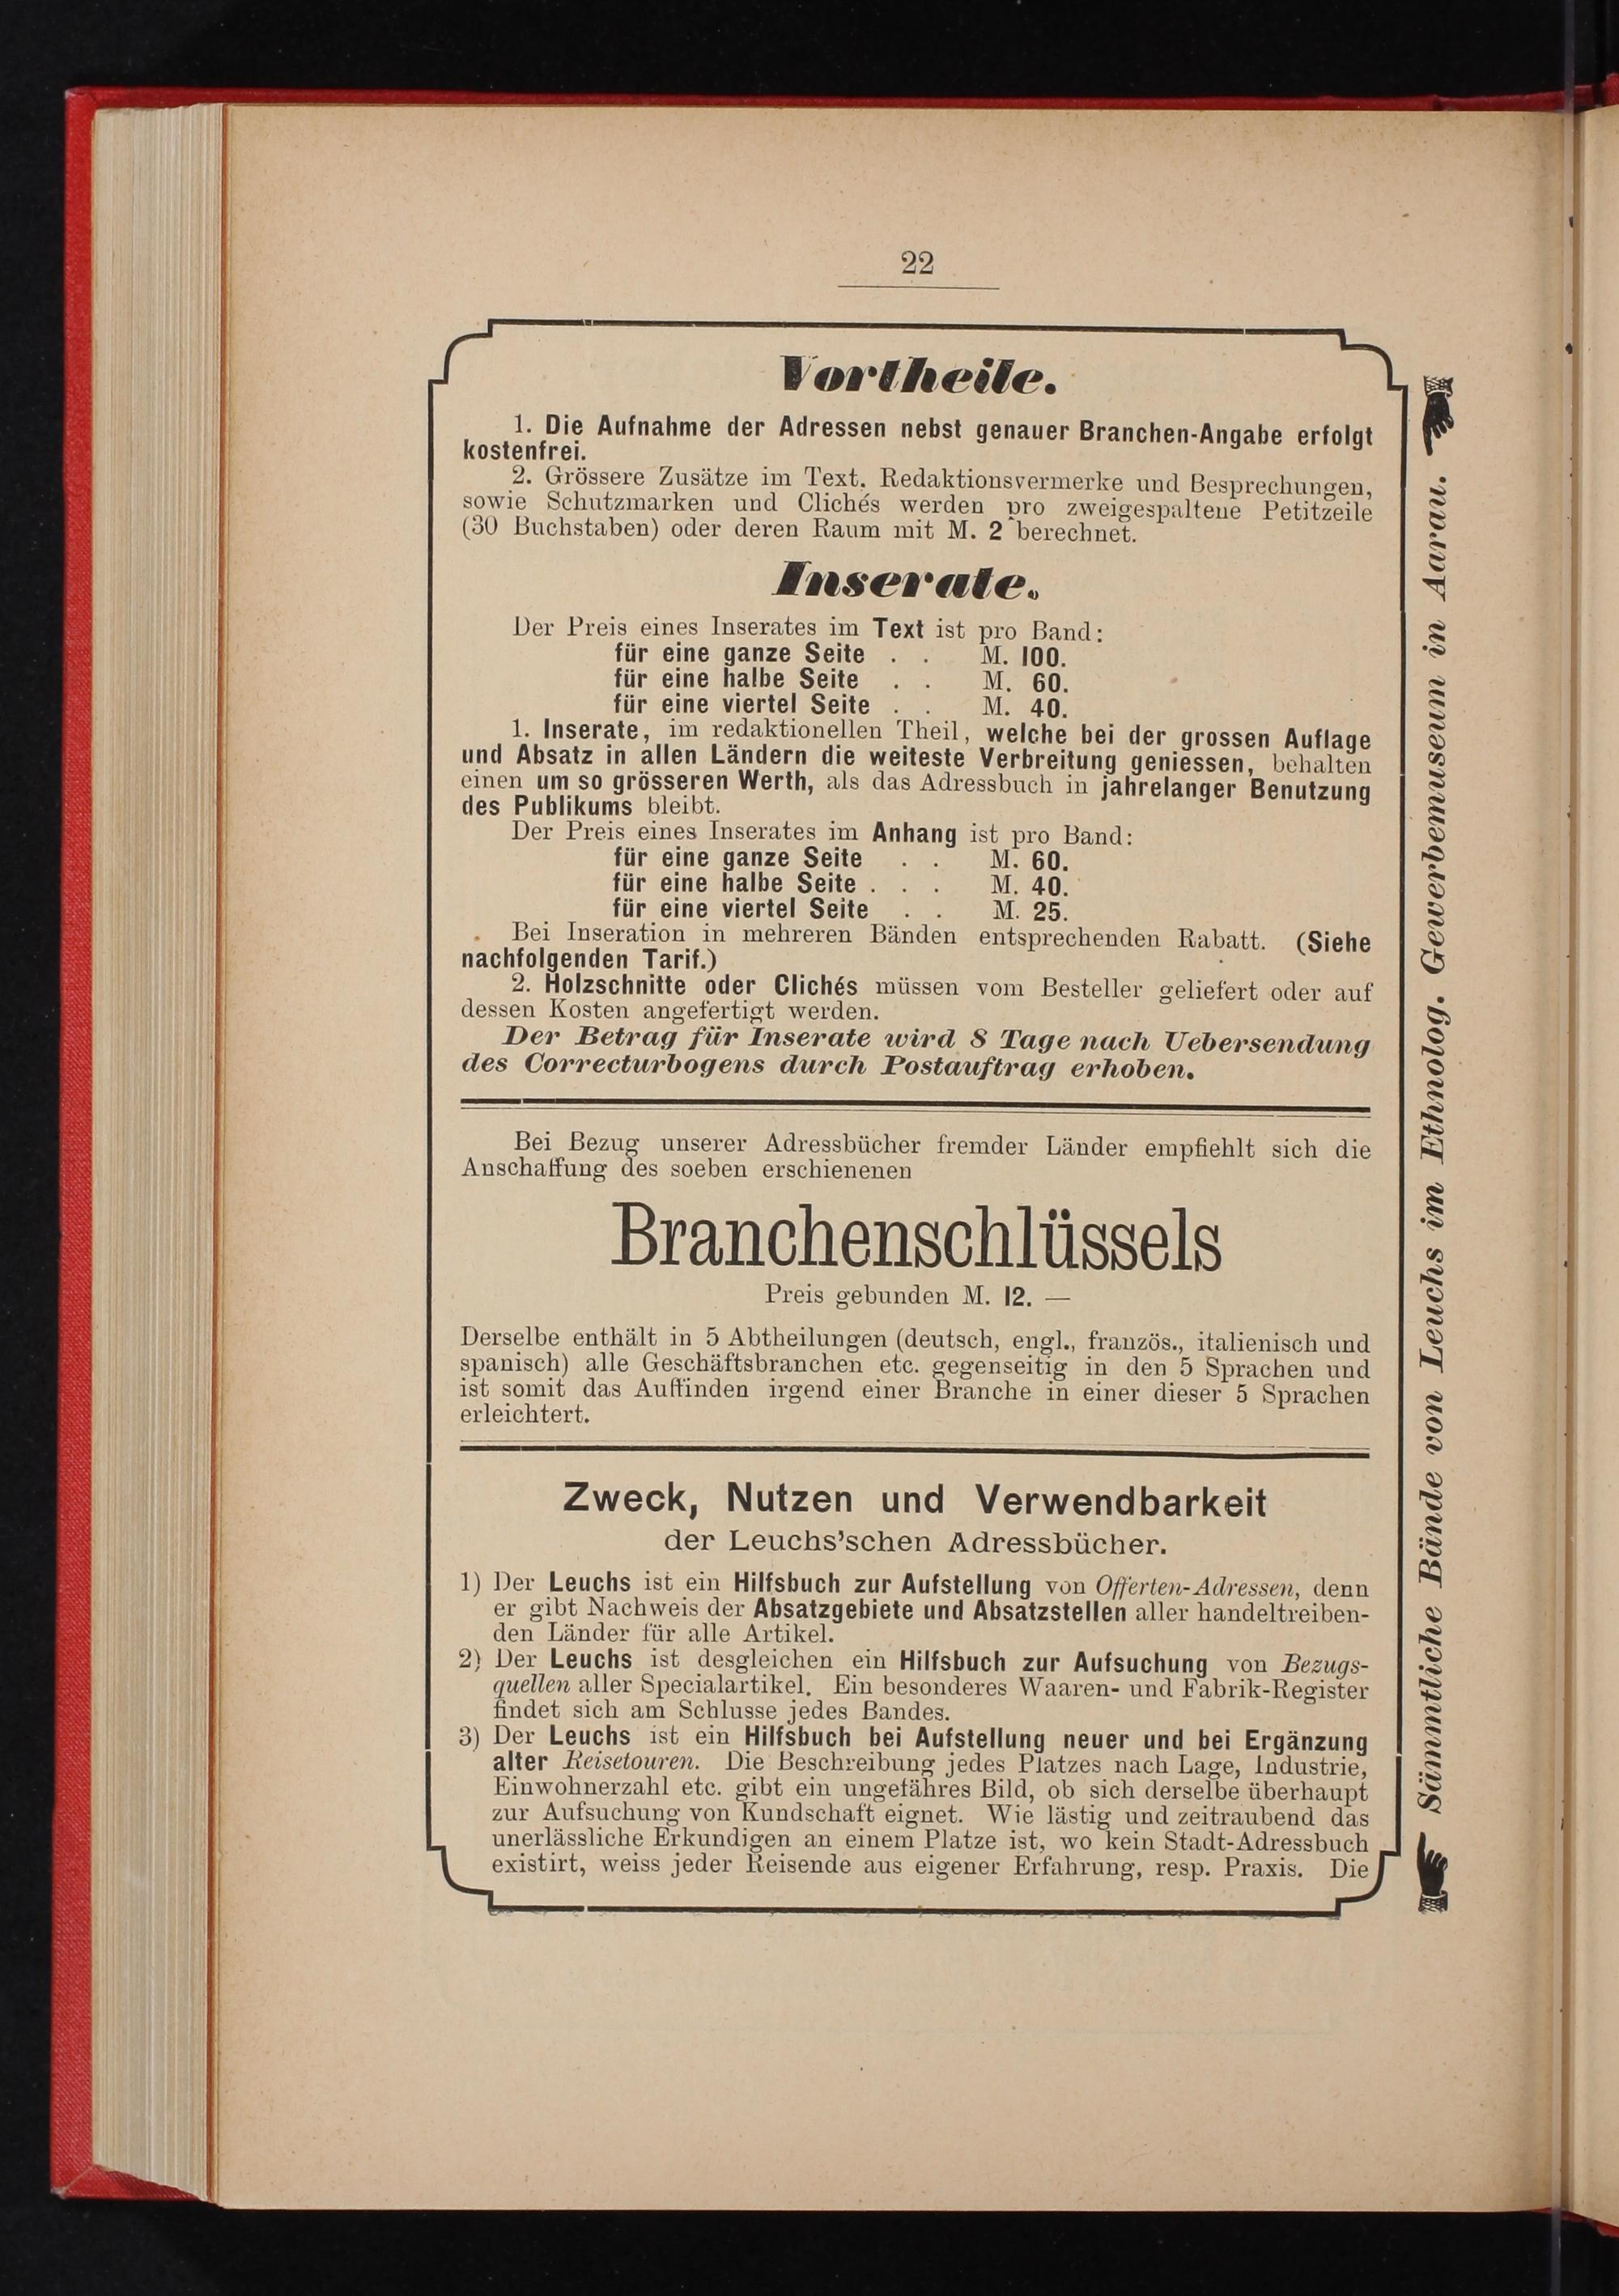 22
Vortheile.
1. Die Aufnahme der Adressen nebst genauer Branchen-Angabe erfolgt
kostenfrei.
2. Grössere Zusätze im Text. Redaktionsvermerke und Besprechungen,
sowie Schutzmarken und Clichés werden pro zweigespaltene Petitzeile
(30 Buchstaben) oder deren Raum mit M. 2 berechnet.
Inserate.
Der Preis eines Inserates im Text ist pro Band:
für eine ganze Seite . . M. 100.
für eine halbe Seite . . M. 60.
für eine viertel Seite . . M. 40.
1. Inserate, im redaktionellen Theil, welche bei der grossen Auflage
und Absatz in allen Ländern die weiteste Verbreitung geniessen, behalten
einen um so grösseren Werth, als das Adressbuch in jahrelanger Benutzung
des Publikums bleibt.
Der Preis eines Inserates im Anhang ist pro Band:
für eine ganze Seite . . M. 60.
für eine halbe Seite . . . M. 40.
für eine viertel Seite . . M. 25.
Bei Inseration in mehreren Bänden entsprechenden Rabatt. (Siehe
nachfolgenden Tarif.)
2. Holzschnitte oder Clichés müssen vom Besteller geliefert oder auf
dessen Kosten angefertigt werden.
Der Betrag für Inserate wird 8 Tage nach Uebersendung
des Correcturbogens durch Postauftrag erhoben.
Bei Bezug unserer Adressbücher fremder Länder empfiehlt sich die
Anschaffung des soeben erschienenen
Branchenschlüssels
Preis gebunden M. 12. —
Derselbe enthält in 5 Abtheilungen (deutsch, engl., französ., italienisch und
spanisch) alle Geschäftsbranchen etc. gegenseitig in den 5 Sprachen und
ist somit das Auffinden irgend einer Branche in einer dieser 5 Sprachen
erleichtert.
Zweck, Nutzen und Verwendbarkeit
der Leuchs'schen Adressbücher.
1) Der Leuchs ist ein Hilfsbuch zur Aufstellung von Offerten-Adressen, denn
er gibt Nachweis der Absatzgebiete und Absatzstellen aller handeltreiben-
den Länder für alle Artikel.
2) Der Leuchs ist desgleichen ein Hilfsbuch zur Aufsuchung von Bezugs-
quellen aller Specialartikel. Ein besonderes Waaren- und Fabrik-Register
findet sich am Schlusse jedes Bandes.
3) Der Leuchs ist ein Hilfsbuch bei Aufstellung neuer und bei Ergänzung
alter Reisetouren. Die Beschreibung jedes Platzes nach Lage, Industrie,
Einwohnerzahl etc. gibt ein ungefähres Bild, ob sich derselbe überhaupt
zur Aufsuchung von Kundschaft eignet. Wie lästig und zeitraubend das
unerlässliche Erkundigen an einem Platze ist, wo kein Stadt-Adressbuch
existirt, weiss jeder Reisende aus eigener Erfahrung, resp. Praxis. Die
Sämmtliche Bände von Leuchs im Ethnolog. Gewerbemuseum in Aarau.